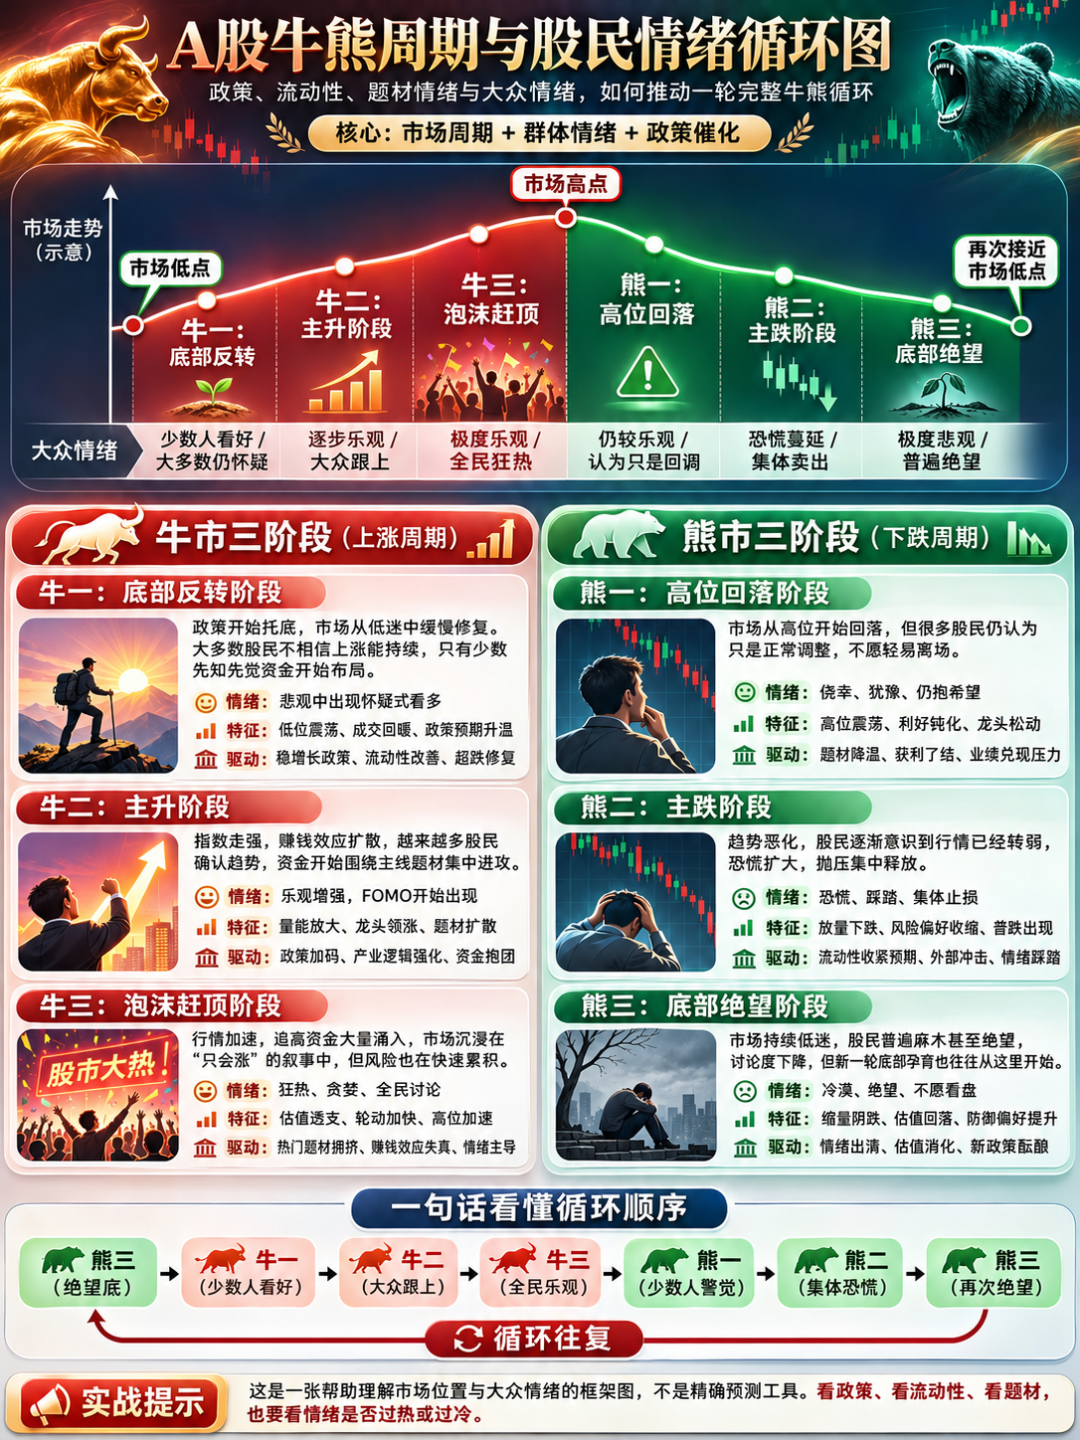 A股牛熊周期与股民情绪循环图
政策、流动性、题材情绪与大众情绪，如何推动一轮完整牛熊循环
核心：市场周期 + 群体情绪 + 政策催化
市场走势
（示意）
市场低点
市场高点
再次接近
市场低点
牛一：
底部反转
牛二：
主升阶段
牛三：
泡沫赶顶
熊一：
高位回落
熊二：
主跌阶段
熊三：
底部绝望
大众情绪
少数人看好 /
大多数仍怀疑
逐步乐观 /
大众跟上
极度乐观 /
全民狂热
仍较乐观 /
认为只是回调
恐慌蔓延 /
集体卖出
极度悲观 /
普遍绝望
牛市三阶段（上涨周期）
牛一：底部反转阶段
政策开始托底，市场从低迷中缓慢修复。
大多数股民不相信上涨能持续，只有少数
先知先觉资金开始布局。
情绪：悲观中出现怀疑式看多
特征：低位震荡、成交回暖、政策预期升温
驱动：稳增长政策、流动性改善、超跌修复
牛二：主升阶段
指数走强，赚钱效应扩散，越来越多股民
确认趋势，资金开始围绕主线题材集中进攻。
情绪：乐观增强，FOMO开始出现
特征：量能放大、龙头领涨、题材扩散
驱动：政策加码、产业逻辑强化、资金抱团
牛三：泡沫赶顶阶段
股市大热！
行情加速，追高资金大量涌入，市场沉浸在
“只会涨”的叙事中，但风险也在快速累积。
情绪：狂热、贪婪、全民讨论
特征：估值透支、轮动加快、高位加速
驱动：热门题材拥挤、赚钱效应失真、情绪主导
熊市三阶段（下跌周期）
熊一：高位回落阶段
市场从高位开始回落，但很多股民仍认为
只是正常调整，不愿轻易离场。
情绪：侥幸、犹豫、仍抱希望
特征：高位震荡、利好钝化、龙头松动
驱动：题材降温、获利了结、业绩兑现压力
熊二：主跌阶段
趋势恶化，股民逐渐意识到行情已经转弱，
恐慌扩大，抛压集中释放。
情绪：恐慌、踩踏、集体止损
特征：放量下跌、风险偏好收缩、普跌出现
驱动：流动性收紧预期、外部冲击、情绪踩踏
熊三：底部绝望阶段
市场持续低迷，股民普遍麻木甚至绝望，
讨论度下降，但新一轮底部孕育也往往从这里开始。
情绪：冷漠、绝望、不愿看盘
特征：缩量阴跌、估值回落、防御偏好提升
驱动：情绪出清、估值消化、新政策酝酿
一句话看懂循环顺序
熊三
（绝望底）
牛一
（少数人看好）
牛二
（大众跟上）
牛三
（全民乐观）
熊一
（少数人警觉）
熊二
（集体恐慌）
熊三
（再次绝望）
循环往复
实战提示
这是一张帮助理解市场位置与大众情绪的框架图，不是精确预测工具。看政策、看流动性、看题材，
也要看情绪是否过热或过冷。